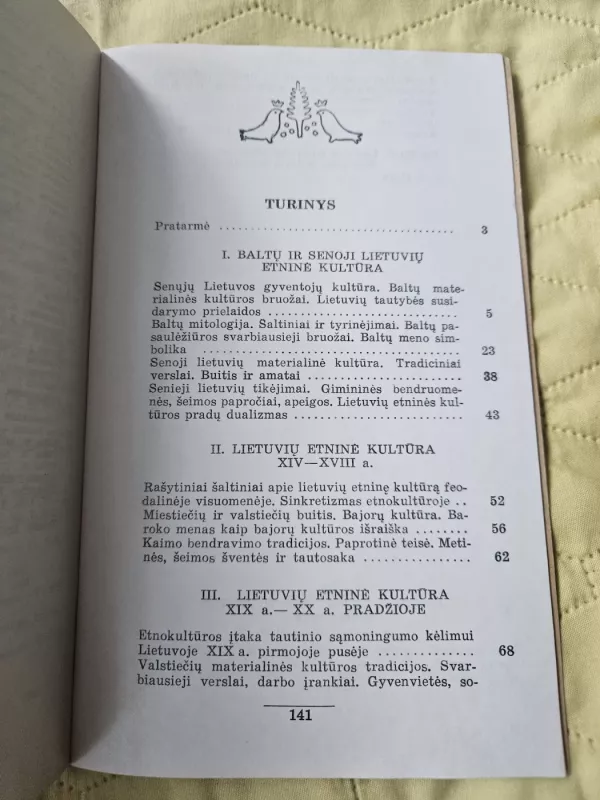 TURINYS
Pratarmė . . . . . . . . . . . . . . . . . . . . . . . . . . . . . . 3
I. BALTŲ IR SENOJI LIETUVIŲ
ETNINĖ KULTŪRA
Senųjų Lietuvos gyventojų kultūra. Baltų mate-
rialinės kultūros bruožai. Lietuvių tautybės susi-
darymo prielaidos . . . . . . . . . . . . . . . . . . . . 5
Baltų mitologija. Šaltiniai ir tyrinėjimai. Baltų pa-
saulėžiūros svarbiausieji bruožai. Baltų meno sim-
bolika . . . . . . . . . . . . . . . . . . . . . . . . . . . . 23
Senoji lietuvių materialinė kultūra. Tradiciniai
verslai. Buitis ir amatai . . . . . . . . . . . . . . . . 38
Senieji lietuvių tikėjimai. Gimininės bendruome-
nės, šeimos papročiai, apeigos. Lietuvių etninės kul-
tūros pradų dualizmas . . . . . . . . . . . . . . . . . 43
II. LIETUVIŲ ETNINĖ KULTŪRA
XIV—XVIII a.
Rašytiniai šaltiniai apie lietuvių etninę kultūrą feo-
dalinėje visuomenėje. Sinkretizmas etnokultūroje . . 52
Miestiečių ir valstiečių buitis. Bajorų kultūra. Ba-
roko menas kaip bajorų kultūros išraiška . . . . . . . . 56
Kaimo bendravimo tradicijos. Paprotinė teisė. Meti-
nės, šeimos šventės ir tautosaka . . . . . . . . . . . . . 62
III. LIETUVIŲ ETNINĖ KULTŪRA
XIX a.— XX a. PRADŽIOJE
Etnokultūros įtaka tautinio sąmoningumo kėlimui
Lietuvoje XIX a. pirmojoje pusėje . . . . . . . . . . . . 68
Valstiečių materialinės kultūros tradicijos. Svar-
biausieji verslai, darbo įrankiai. Gyvenvietės, so-
141